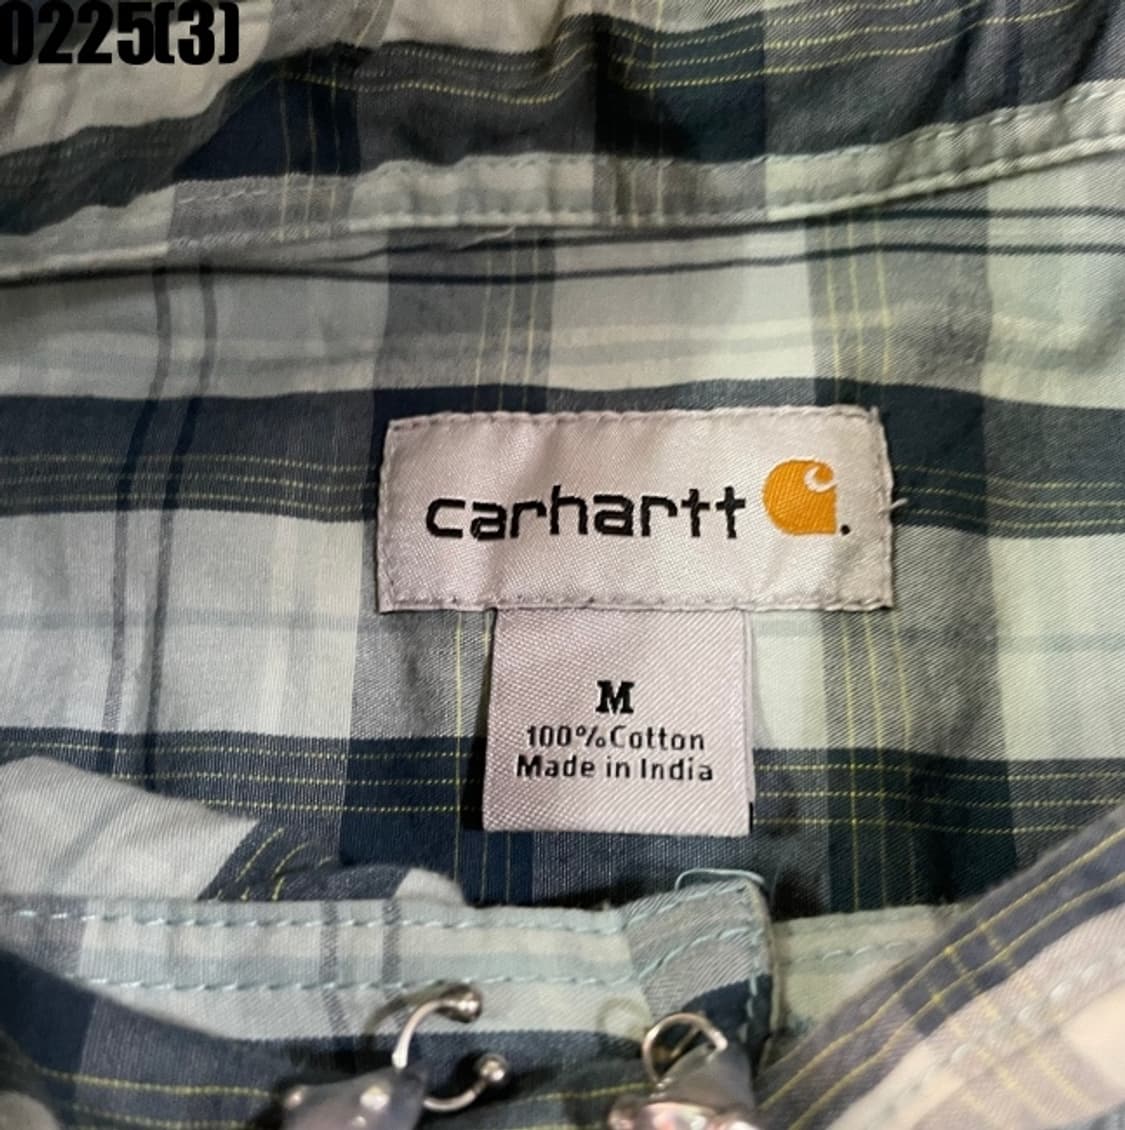 0225(3)
carhartt
M
100%Cotton
Made in India